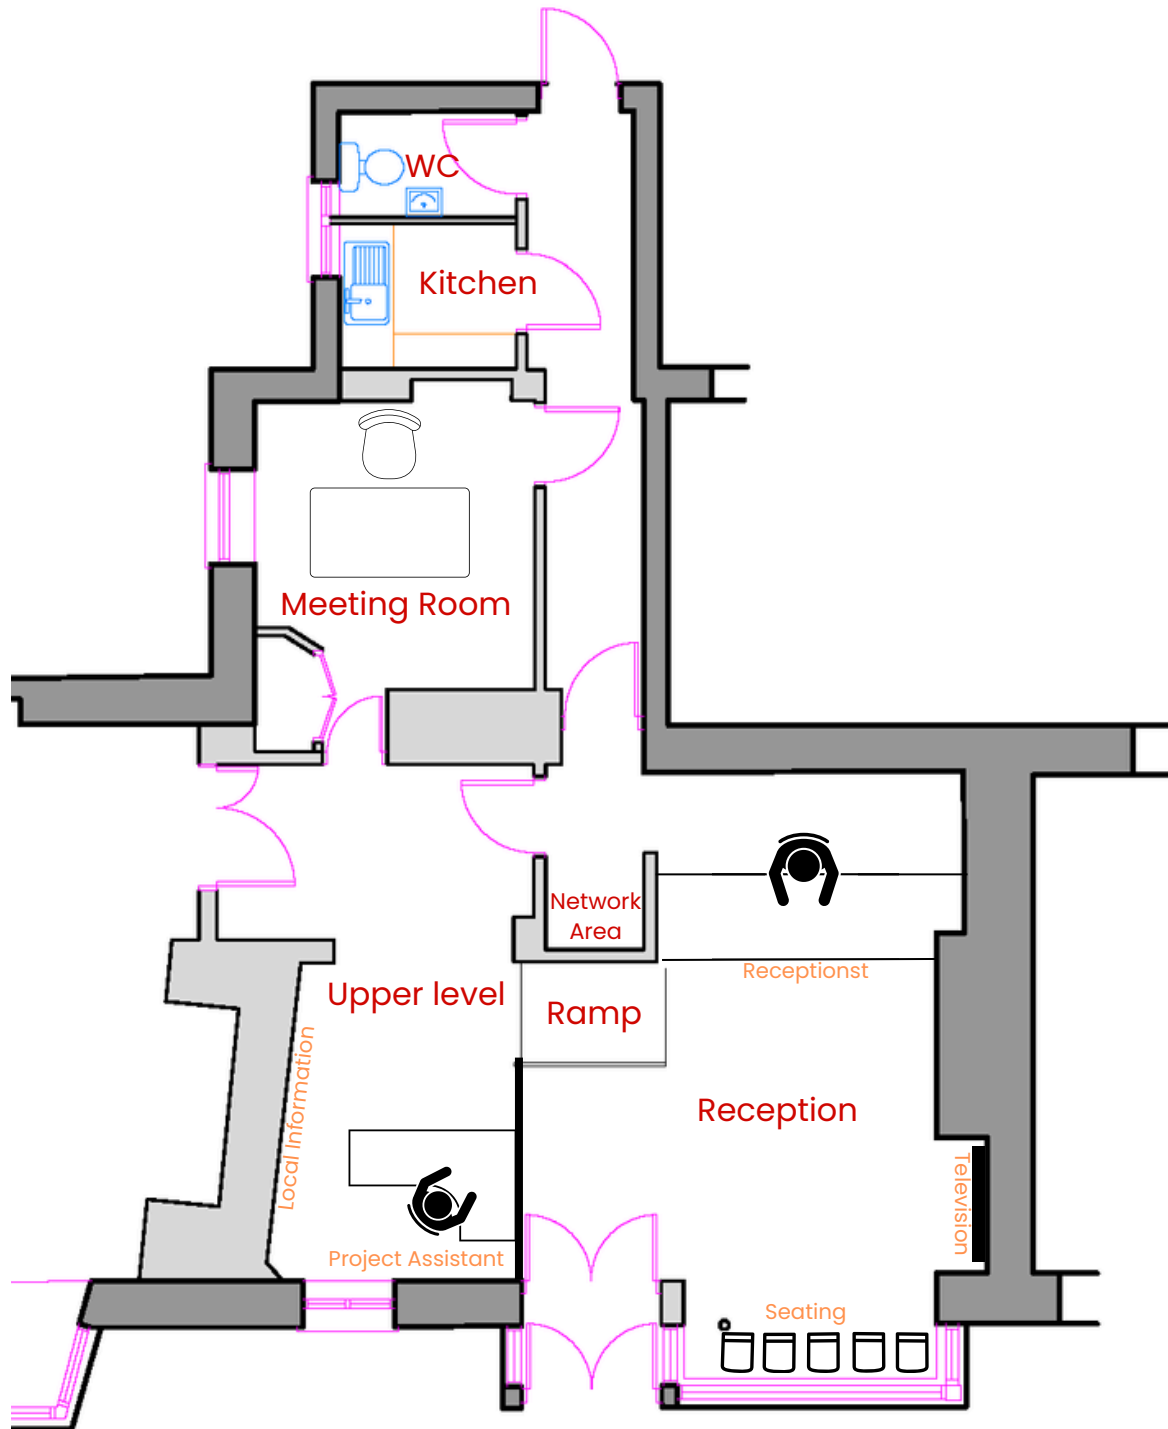 WC
Kitchen
Meeting Room
Network
Area
Receptionst
Upper level
Ramp
Local Information
Reception
Television
Project Assistant
Seating